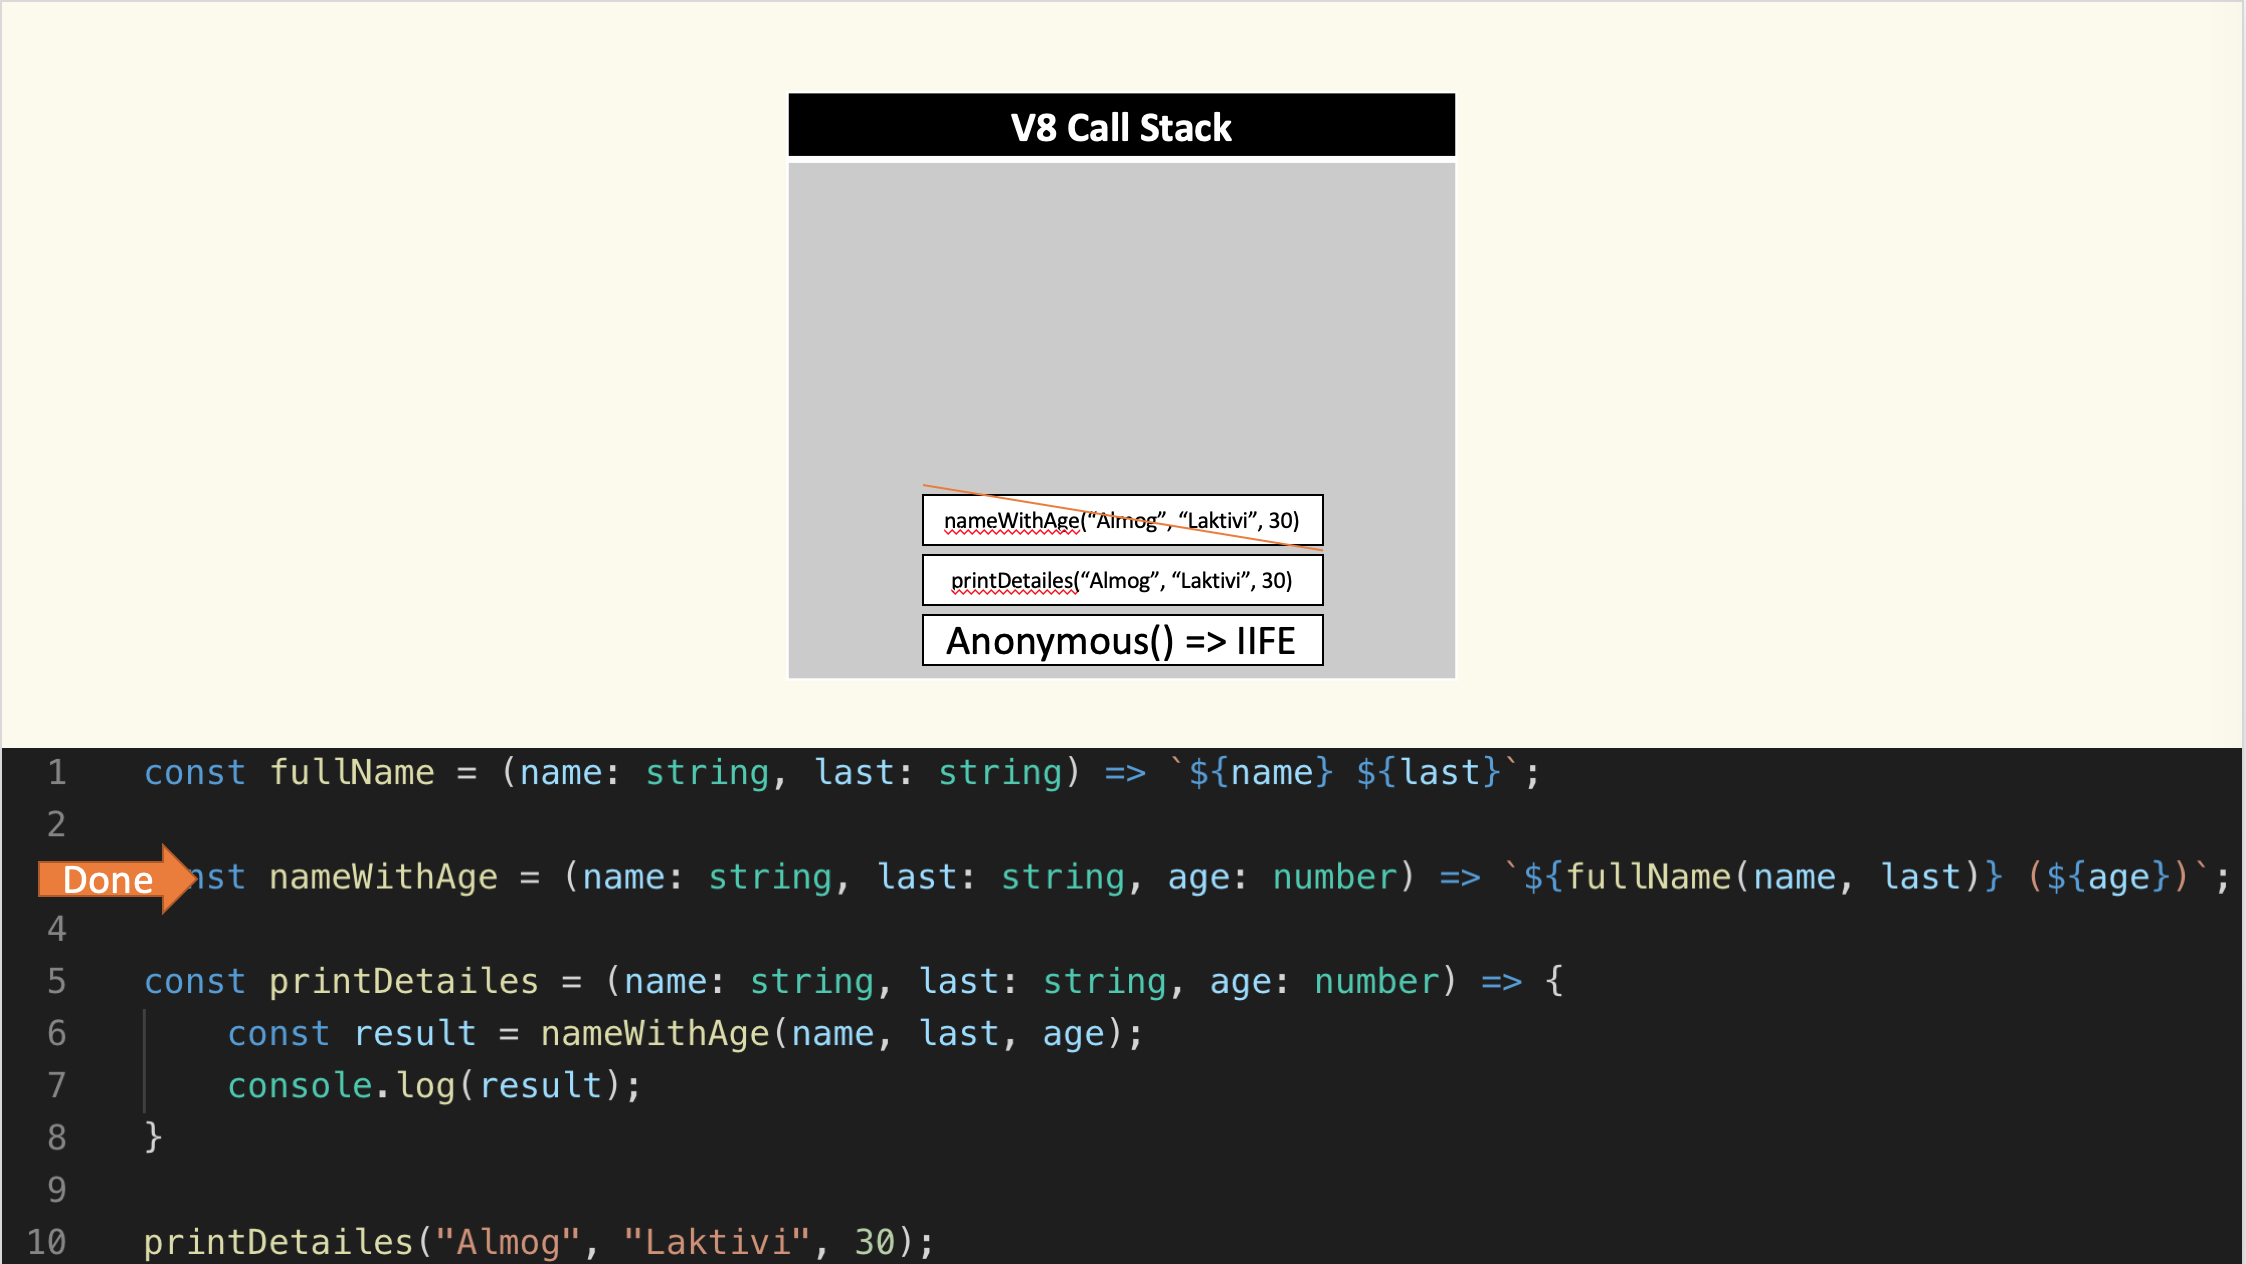 V8 Call Stack
nameWithAge(“Almog”, “Laktivi”, 30)
printDetailes(“Almog”, “Laktivi”, 30)
Anonymous() => IIFE
1 const fullName = (name: string, last: string) => `${name} ${last}`;
2
Done nst nameWithAge = (name: string, last: string, age: number) => `${fullName(name, last)} (${age})`;
4
5 const printDetailes = (name: string, last: string, age: number) => {
6 const result = nameWithAge(name, last, age);
7 console.log(result);
8 }
9
10 printDetailes("Almog", "Laktivi", 30);